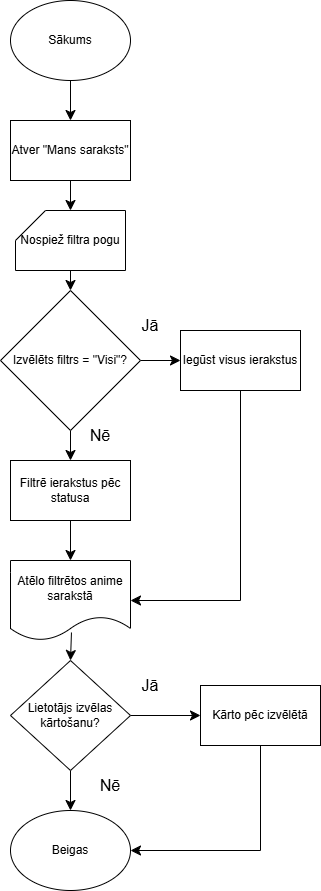 Sākums
Atver "Mans saraksts"
Nospiež filtra pogu
Izvēlēts filtrs = "Visi"?
Jā
Iegūst visus ierakstus
Nē
Filtrē ierakstus pēc
statusa
Atēlo filtrētos anime
sarakstā
Lietotājs izvēlas
kārtošanu?
Jā
Kārto pēc izvēlētā
Nē
Beigas